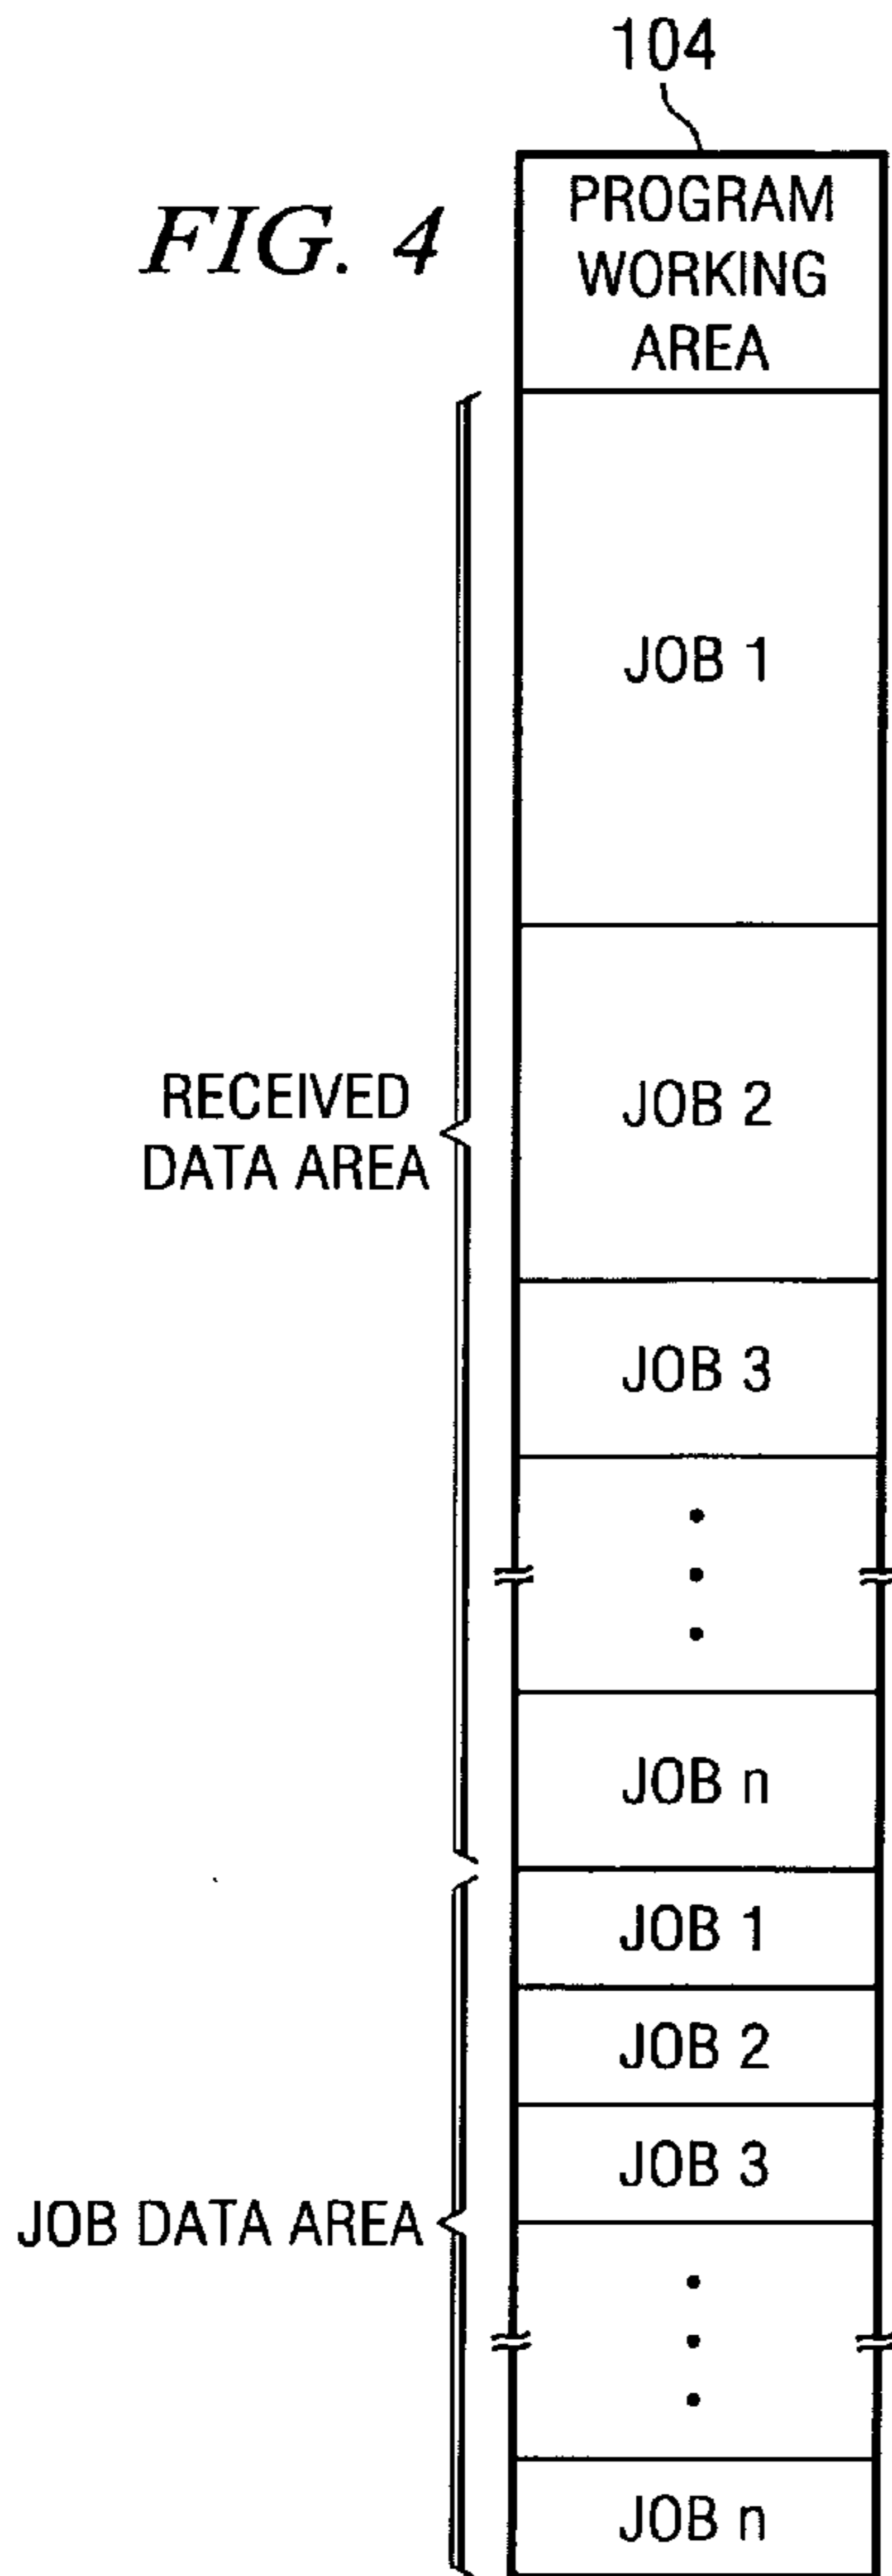 104
FIG. 4
PROGRAM
WORKING
AREA
JOB 1
JOB 2
RECEIVED
DATA AREA
JOB 3
JOB n
JOB 1
JOB 2
JOB 3
JOB DATA AREA
JOB n